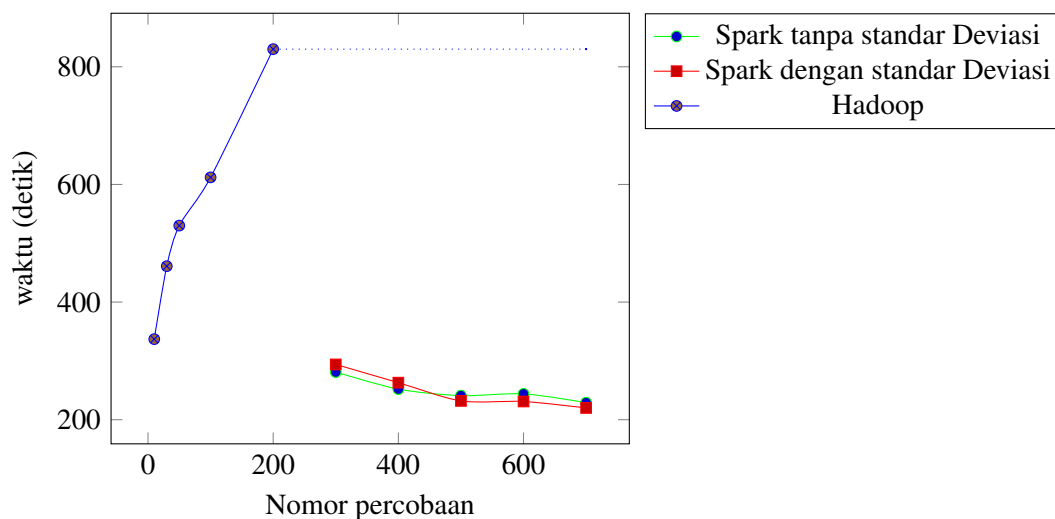 Spark tanpa standar Deviasi
Spark dengan standar Deviasi
Hadoop
800
600
400
200
waktu (detik)
0
200
400
600
Nomor percobaan